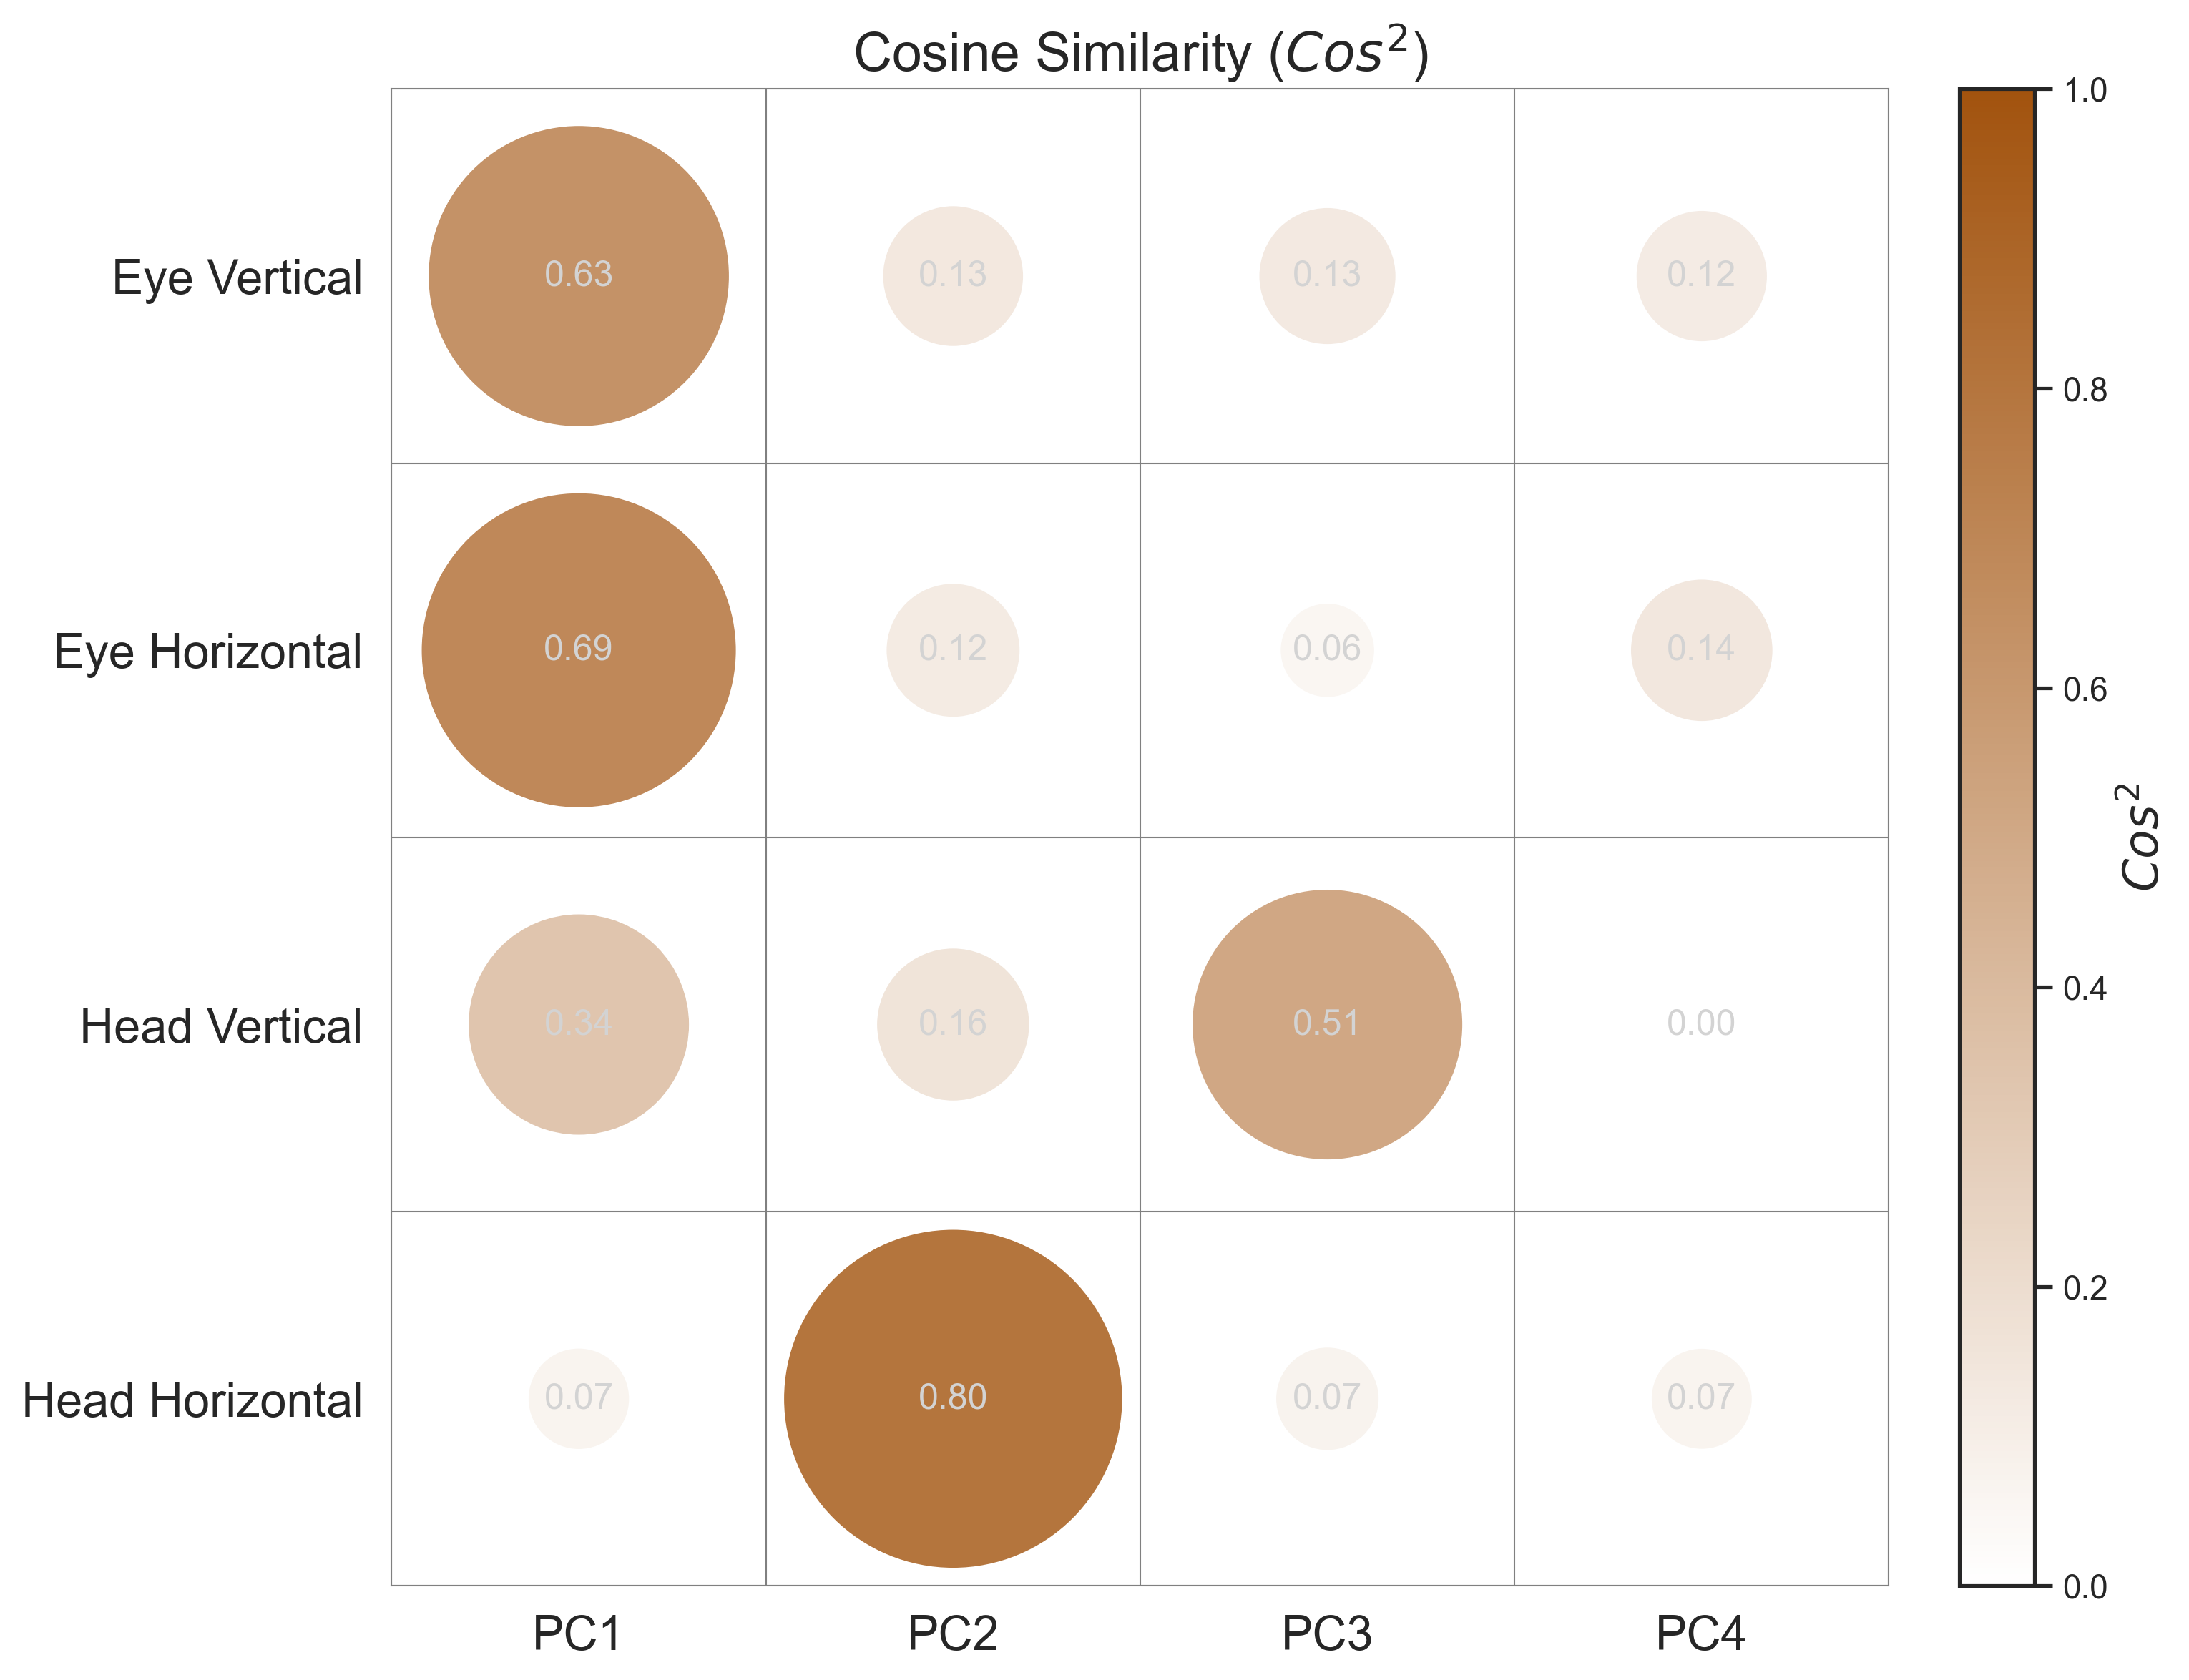 Cosine Similarity (Cos²)
Eye Vertical 0.63 0.13 0.13 0.12
Eye Horizontal 0.69 0.12 0.06 0.14
Head Vertical 0.34 0.16 0.51 0.00
Head Horizontal 0.07 0.80 0.07 0.07
PC1 PC2 PC3 PC4
1.0
0.8
0.6
0.4
0.2
0.0
Cos²